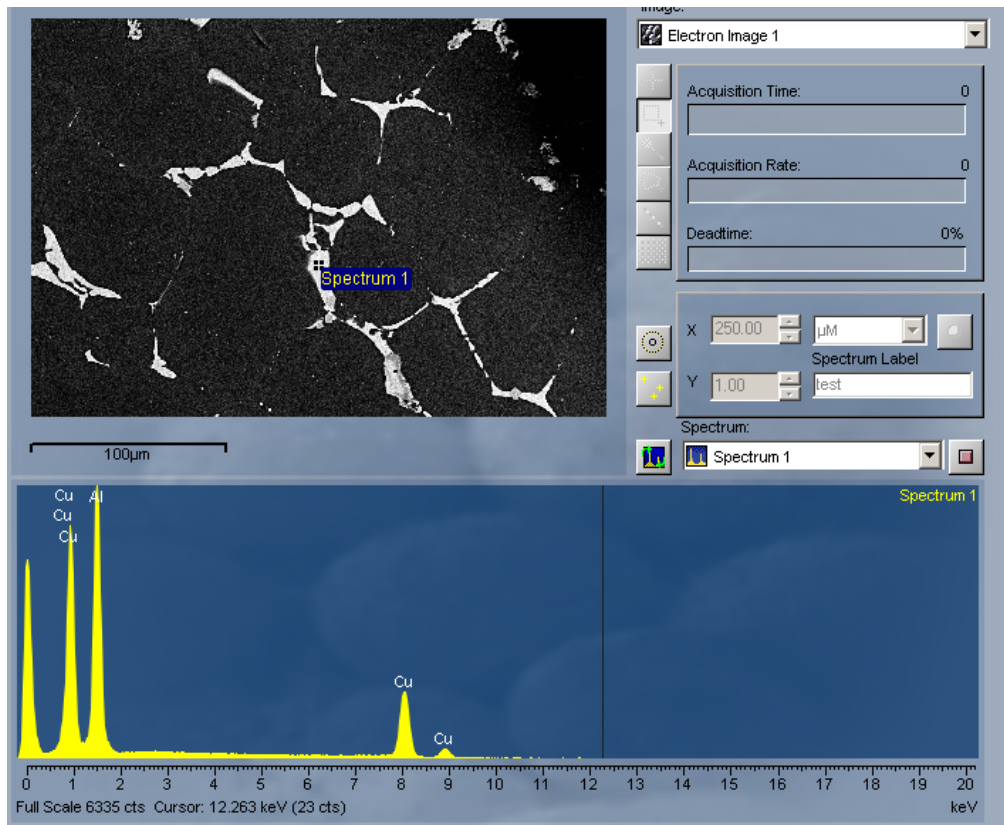 Image:
Electron Image 1
Acquisition Time: 0
Acquisition Rate: 0
Deadtime: 0%
Spectrum 1
X 250.00 µM
Spectrum Label
Y 1.00 test
100µm
Spectrum:
Spectrum 1
Spectrum 1
Cu Al
Cu
Cu
Cu
Cu
0 1 2 3 4 5 6 7 8 9 10 11 12 13 14 15 16 17 18 19 20
Full Scale 6335 cts Cursor: 12.263 keV (23 cts) keV